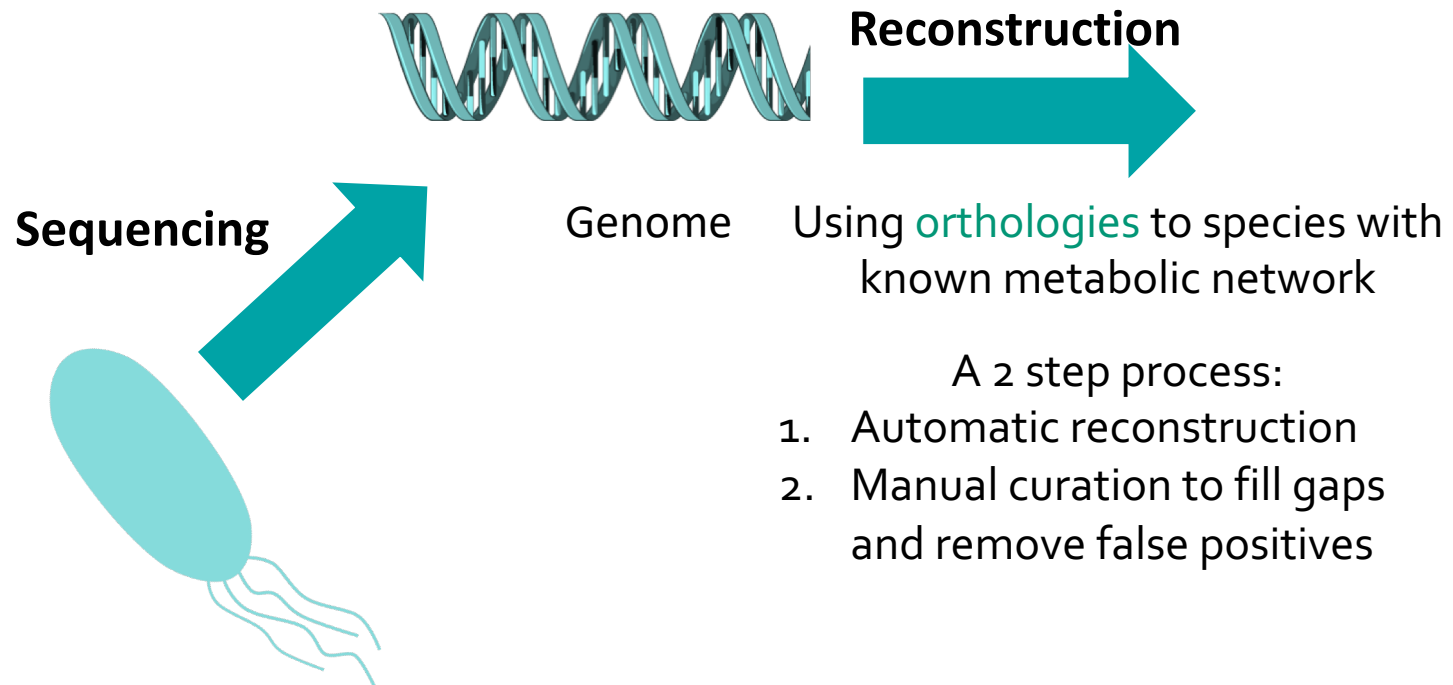 Reconstruction
Sequencing
Genome
Using orthologies to species with
known metabolic network
A 2 step process:
1. Automatic reconstruction
2. Manual curation to fill gaps
and remove false positives